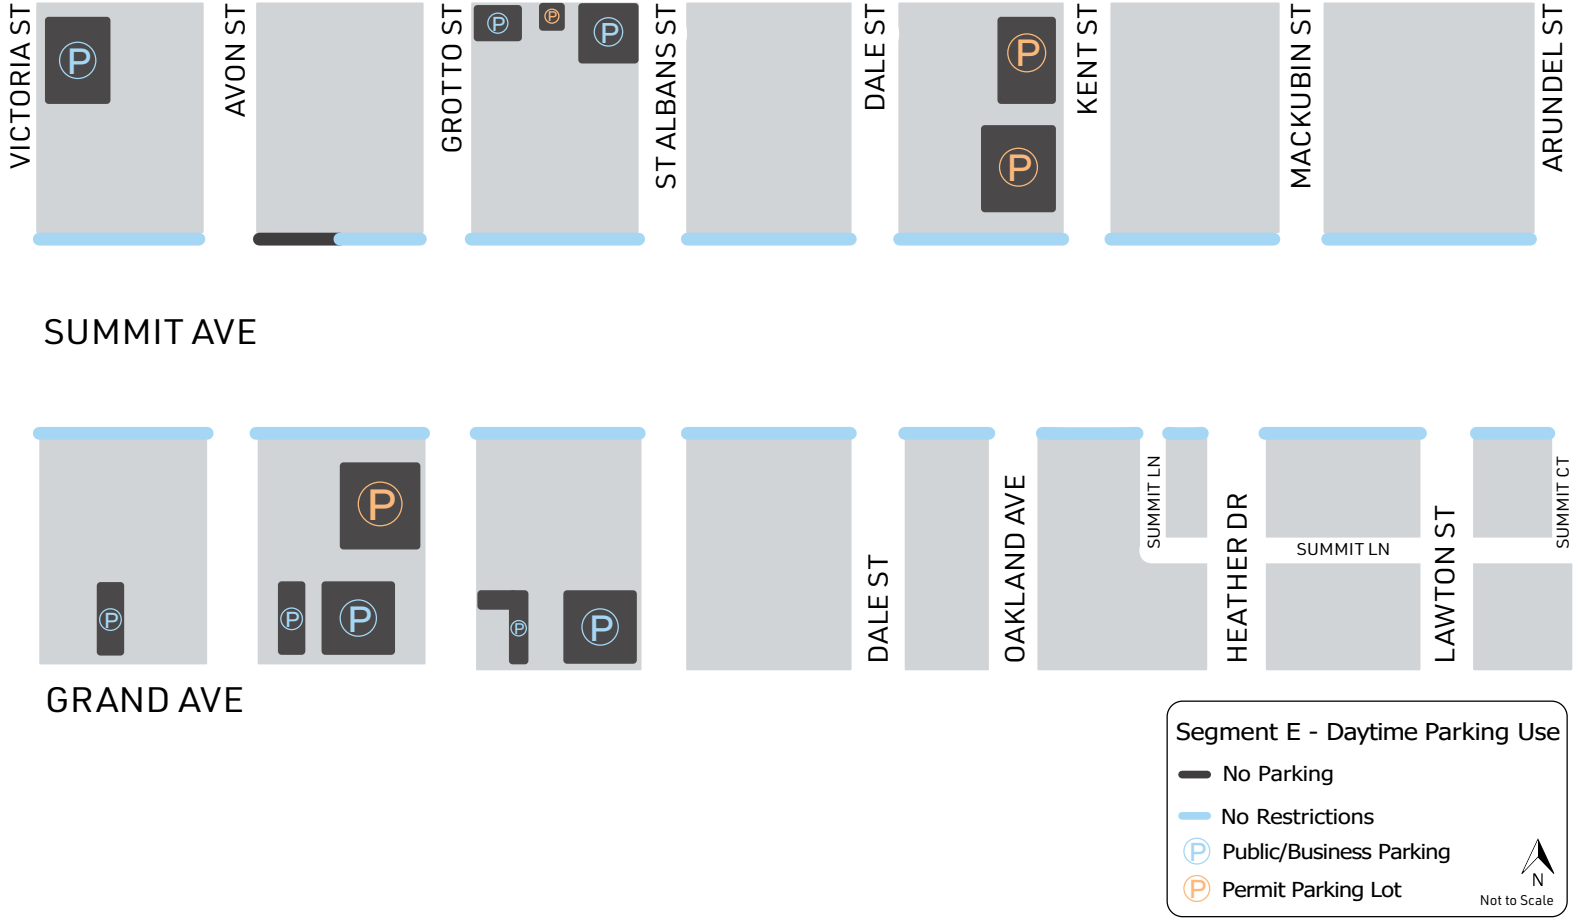 VICTORIA ST
AVON ST
GROTTO ST
ST ALBANS ST
DALE ST
KENT ST
MACKUBIN ST
ARUNDEL ST
P
P
P
P
P
P
SUMMIT AVE
P
P
P
P
P
P
DALE ST
OAKLAND AVE
SUMMIT LN
HEATHER DR
SUMMIT LN
LAWTON ST
SUMMIT CT
GRAND AVE
Segment E - Daytime Parking Use
No Parking
No Restrictions
P Public/Business Parking
P Permit Parking Lot
N
Not to Scale